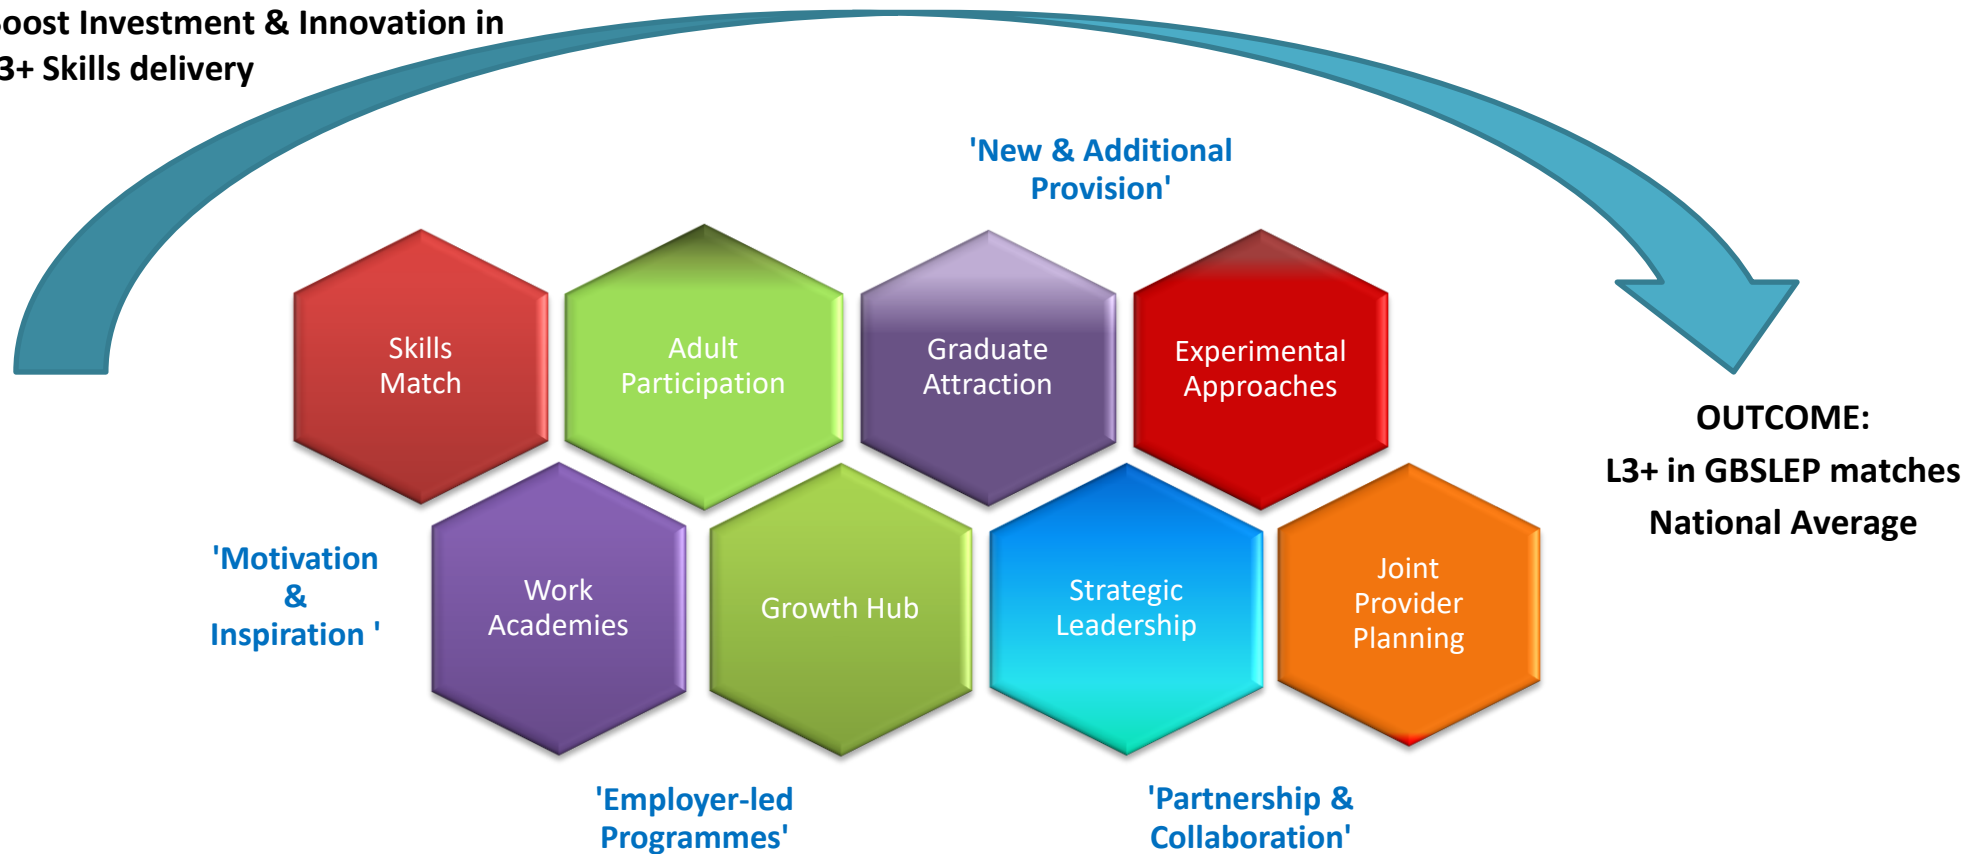 oost Investment & Innovation in
3+ Skills delivery
'New & Additional
Provision'
Skills
Match
Adult
Participation
Graduate
Attraction
Experimental
Approaches
OUTCOME:
L3+ in GBSLEP matches
National Average
'Motivation
&
Inspiration '
Work
Academies
Growth Hub
Strategic
Leadership
Joint
Provider
Planning
'Employer-led
Programmes'
'Partnership &
Collaboration'